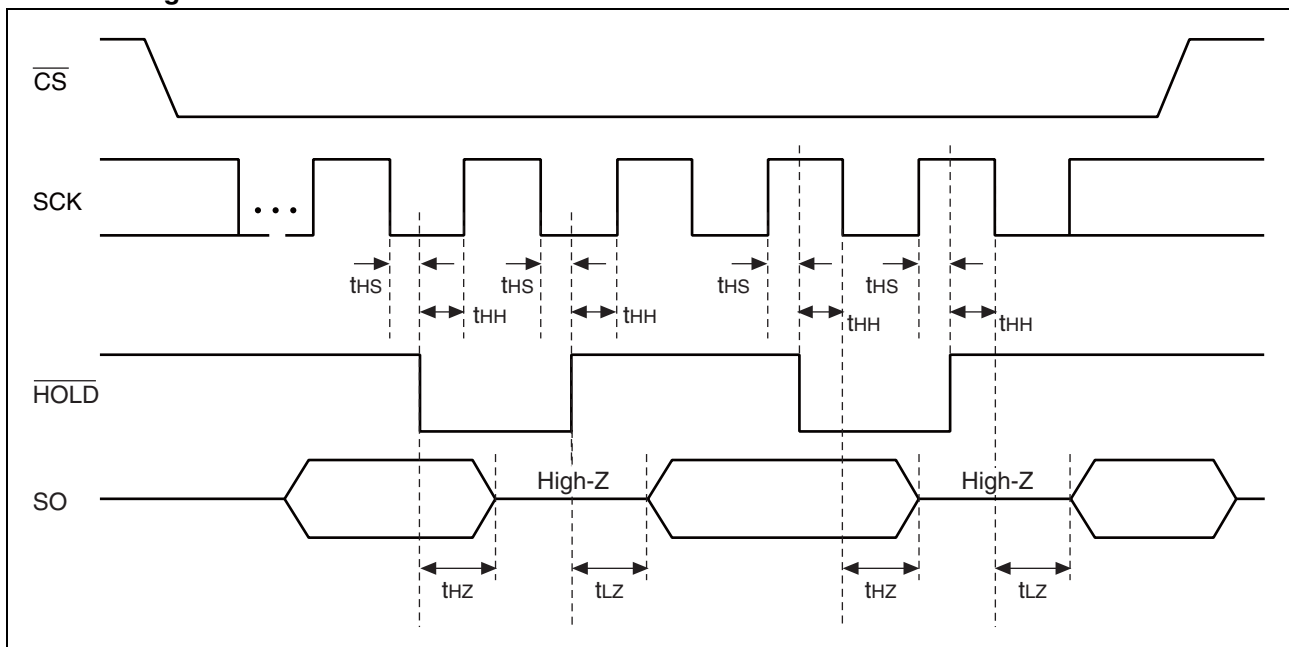 CS
SCK
...
tHS tHS tHS tHS
tHH tHH tHH tHH
HOLD
High-Z High-Z
SO
tHZ tLZ tHZ tLZ